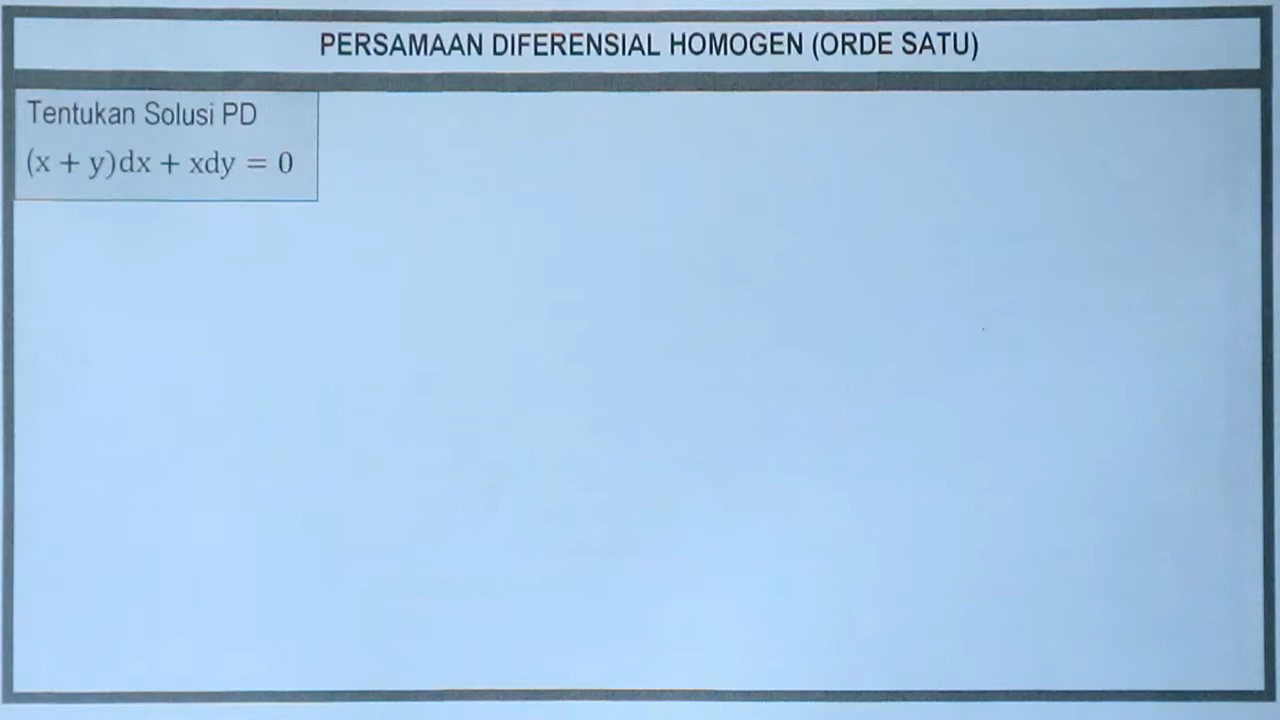 PERSAMAAN DIFERENSIAL HOMOGEN (ORDE SATU)
Tentukan Solusi PD
(x + y)dx + xdy = 0